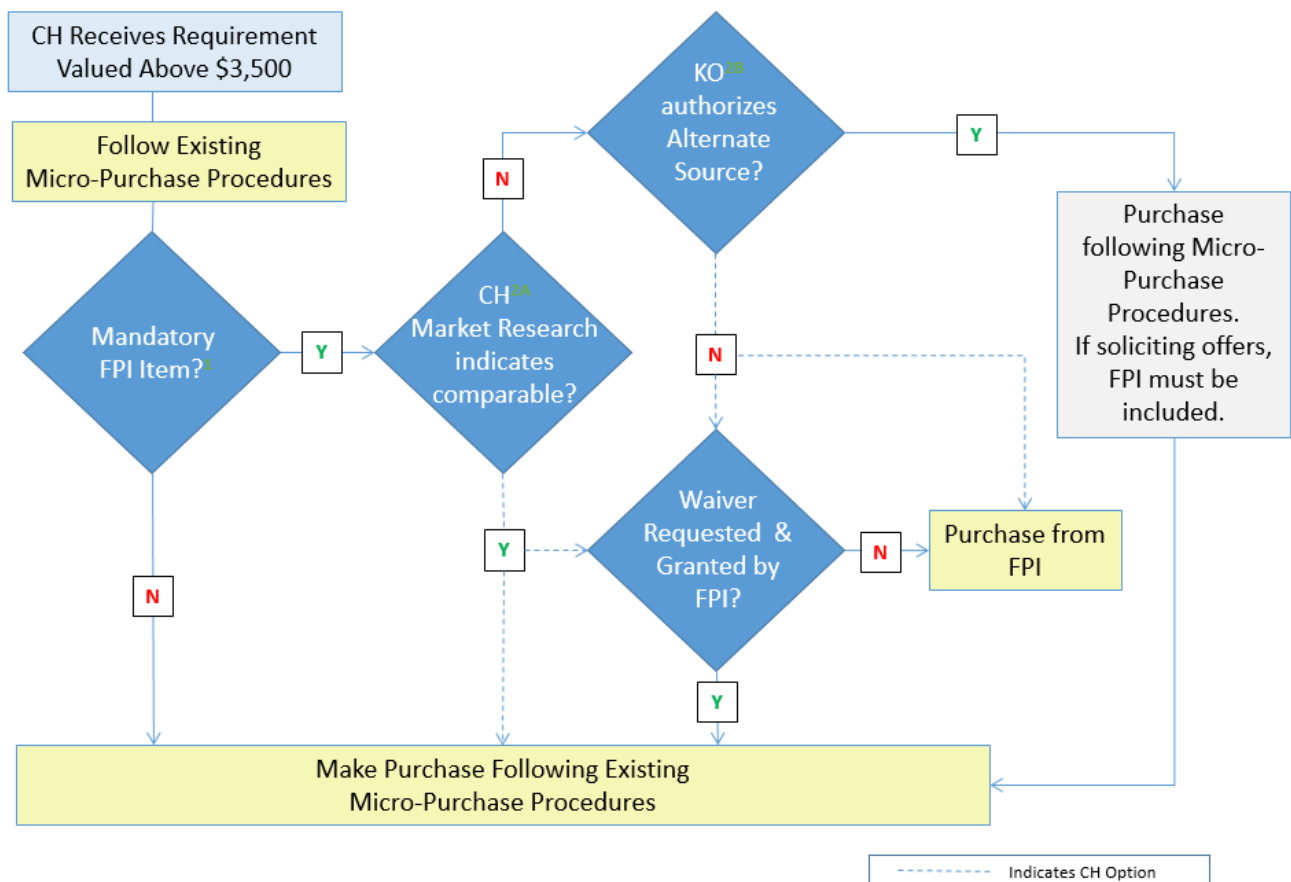 CH Receives Requirement
Valued Above $3,500
Follow Existing
Micro-Purchase Procedures
Mandatory
FPI Item?1
Y
N
CH2A
Market Research
indicates
comparable?
N
Y
KO2B
authorizes
Alternate
Source?
Y
N
Purchase
following Micro-
Purchase
Procedures.
If soliciting offers,
FPI must be
included.
Waiver
Requested &
Granted by
FPI?
N
Y
Purchase from
FPI
Make Purchase Following Existing
Micro-Purchase Procedures
Indicates CH Option